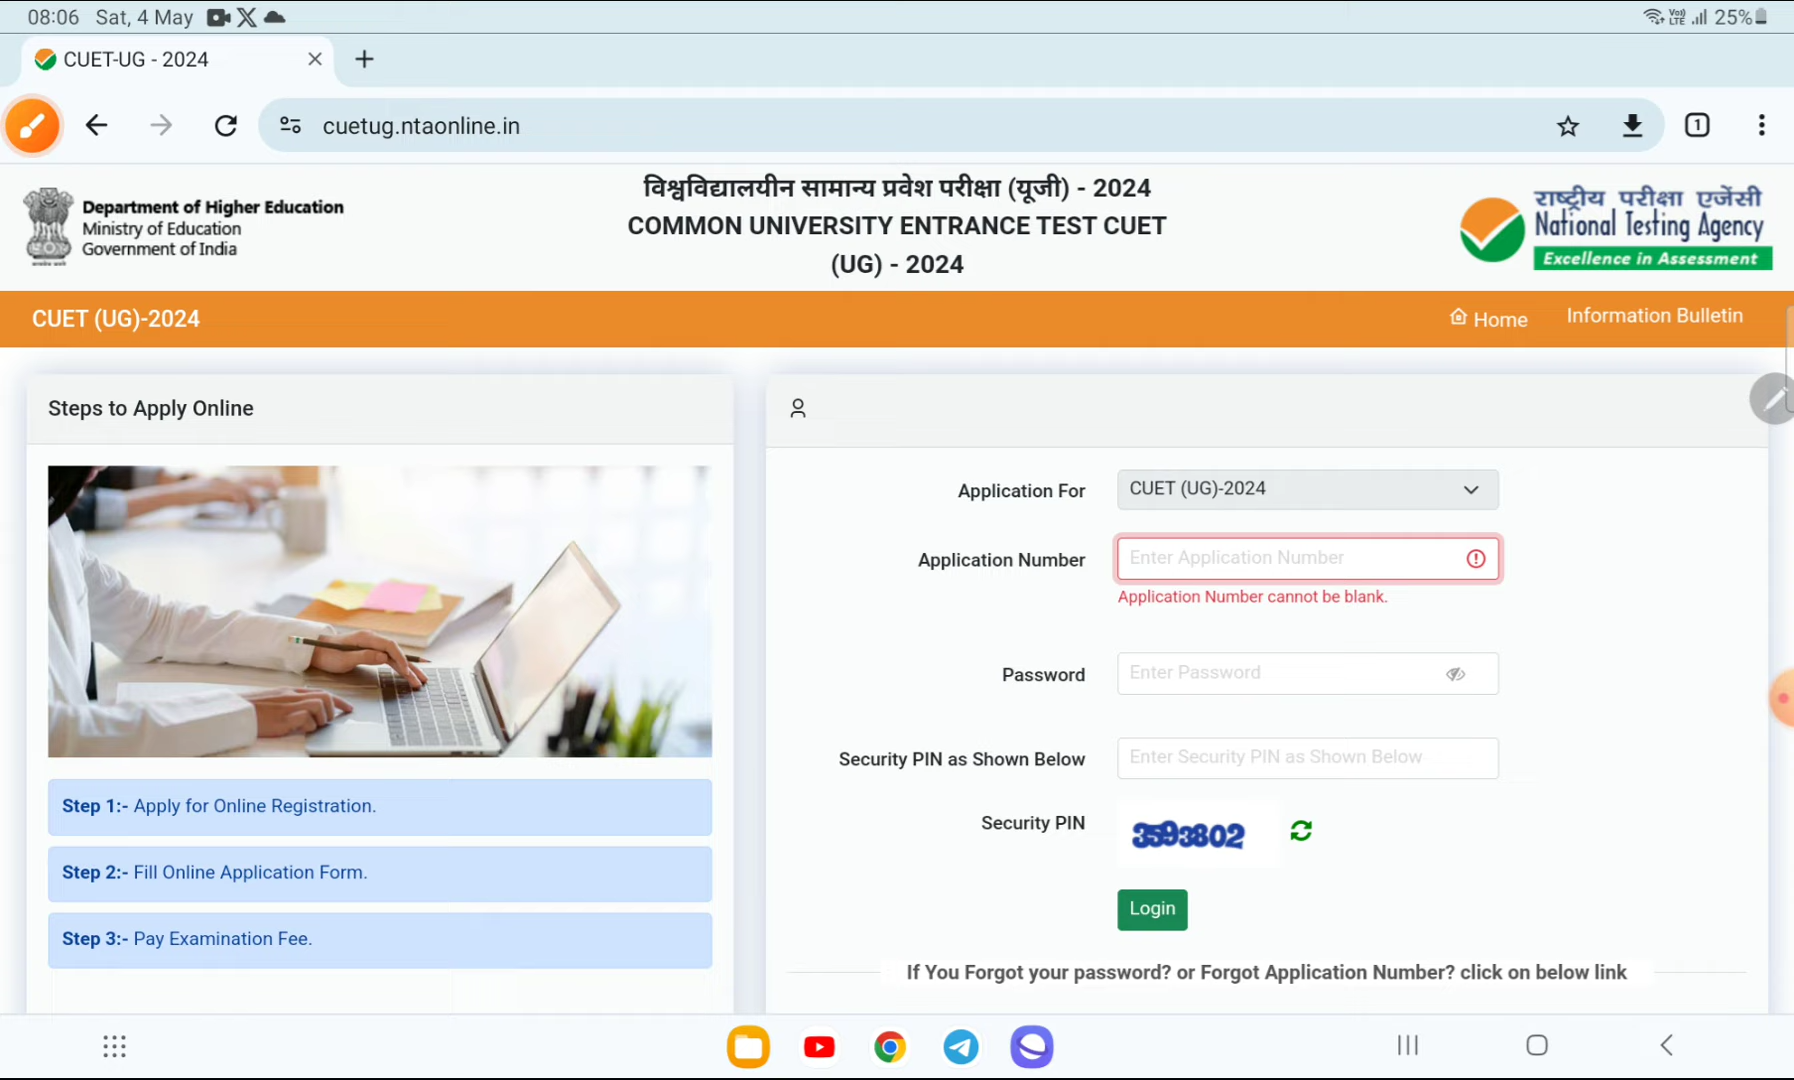 08:06 Sat, 4 May
25%
CUET-UG - 2024
cuetug.ntaonline.in
1
Department of Higher Education
Ministry of Education
Government of India
विश्वविद्यालयीन सामान्य प्रवेश परीक्षा (यूजी) - 2024
COMMON UNIVERSITY ENTRANCE TEST CUET
(UG) - 2024
राष्ट्रीय परीक्षा एजेंसी
National Testing Agency
Excellence in Assessment
CUET (UG)-2024
Home
Information Bulletin
Steps to Apply Online
Step 1:- Apply for Online Registration.
Step 2:- Fill Online Application Form.
Step 3:- Pay Examination Fee.
Application For
CUET (UG)-2024
Application Number
Enter Application Number
Application Number cannot be blank.
Password
Enter Password
Security PIN as Shown Below
Enter Security PIN as Shown Below
Security PIN
3593802
Login
If You Forgot your password? or Forgot Application Number? click on below link